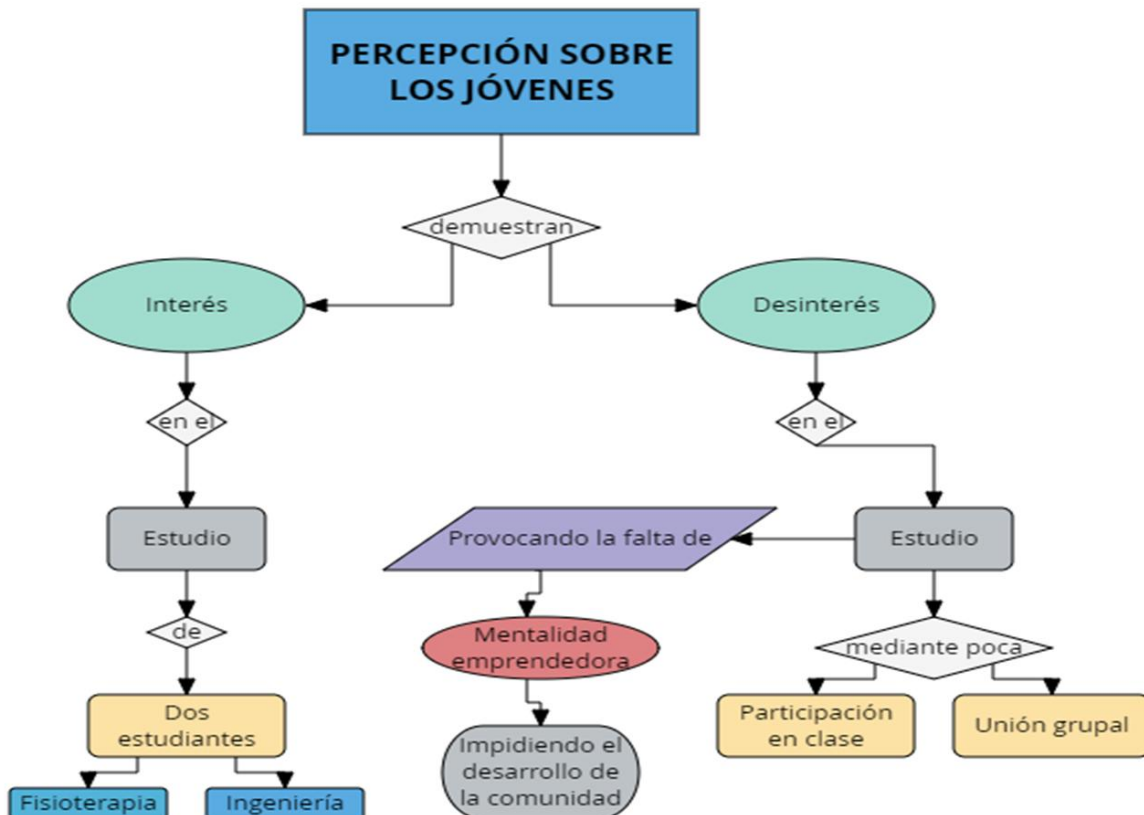 PERCEPCIÓN SOBRE
LOS JÓVENES
demuestran
Interés
Desinterés
en el
en el
Estudio
Provocando la falta de
Estudio
de
Mentalidad
emprendedora
mediante poca
Dos
estudiantes
Participación
en clase
Unión grupal
Impidiendo el
desarrollo de
la comunidad
Fisioterapia
Ingeniería